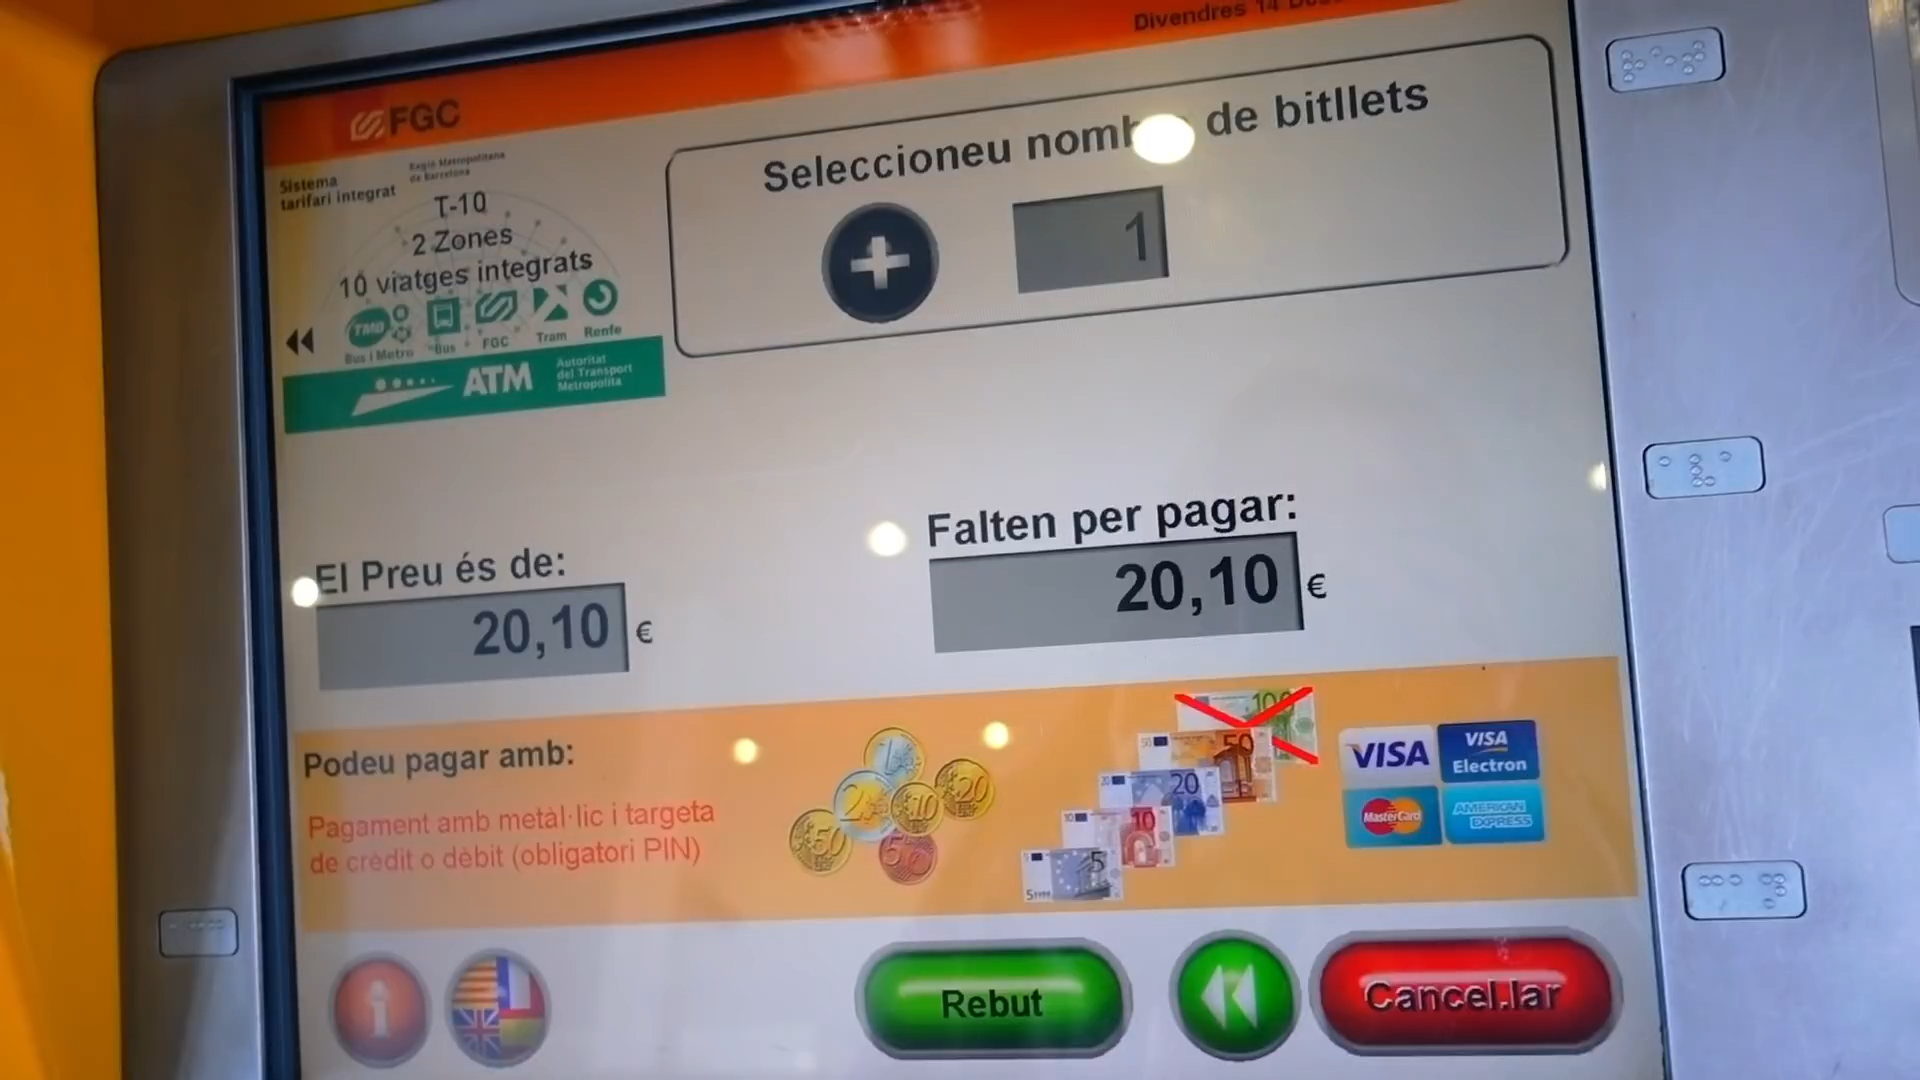 Divendres 14
FGC
Sistema
tarifari integrat
Regió Metropolitana
de Barcelona
T-10
2 Zones
10 viatges integrats
TMB
Bus i Metro
Bus
FGC
Tram
Renfe
ATM
Autoritat
del Transport
Metropolità
Seleccioneu de bitllets
1
El Preu és de:
20,10 €
Falten per pagar:
20,10 €
Podeu pagar amb:
Pagament amb metàl·lic i targeta
de crèdit o dèbit (obligatori PIN)
VISA
VISA
Electron
MasterCard
AMERICAN
EXPRESS
Rebut
Cancel.lar